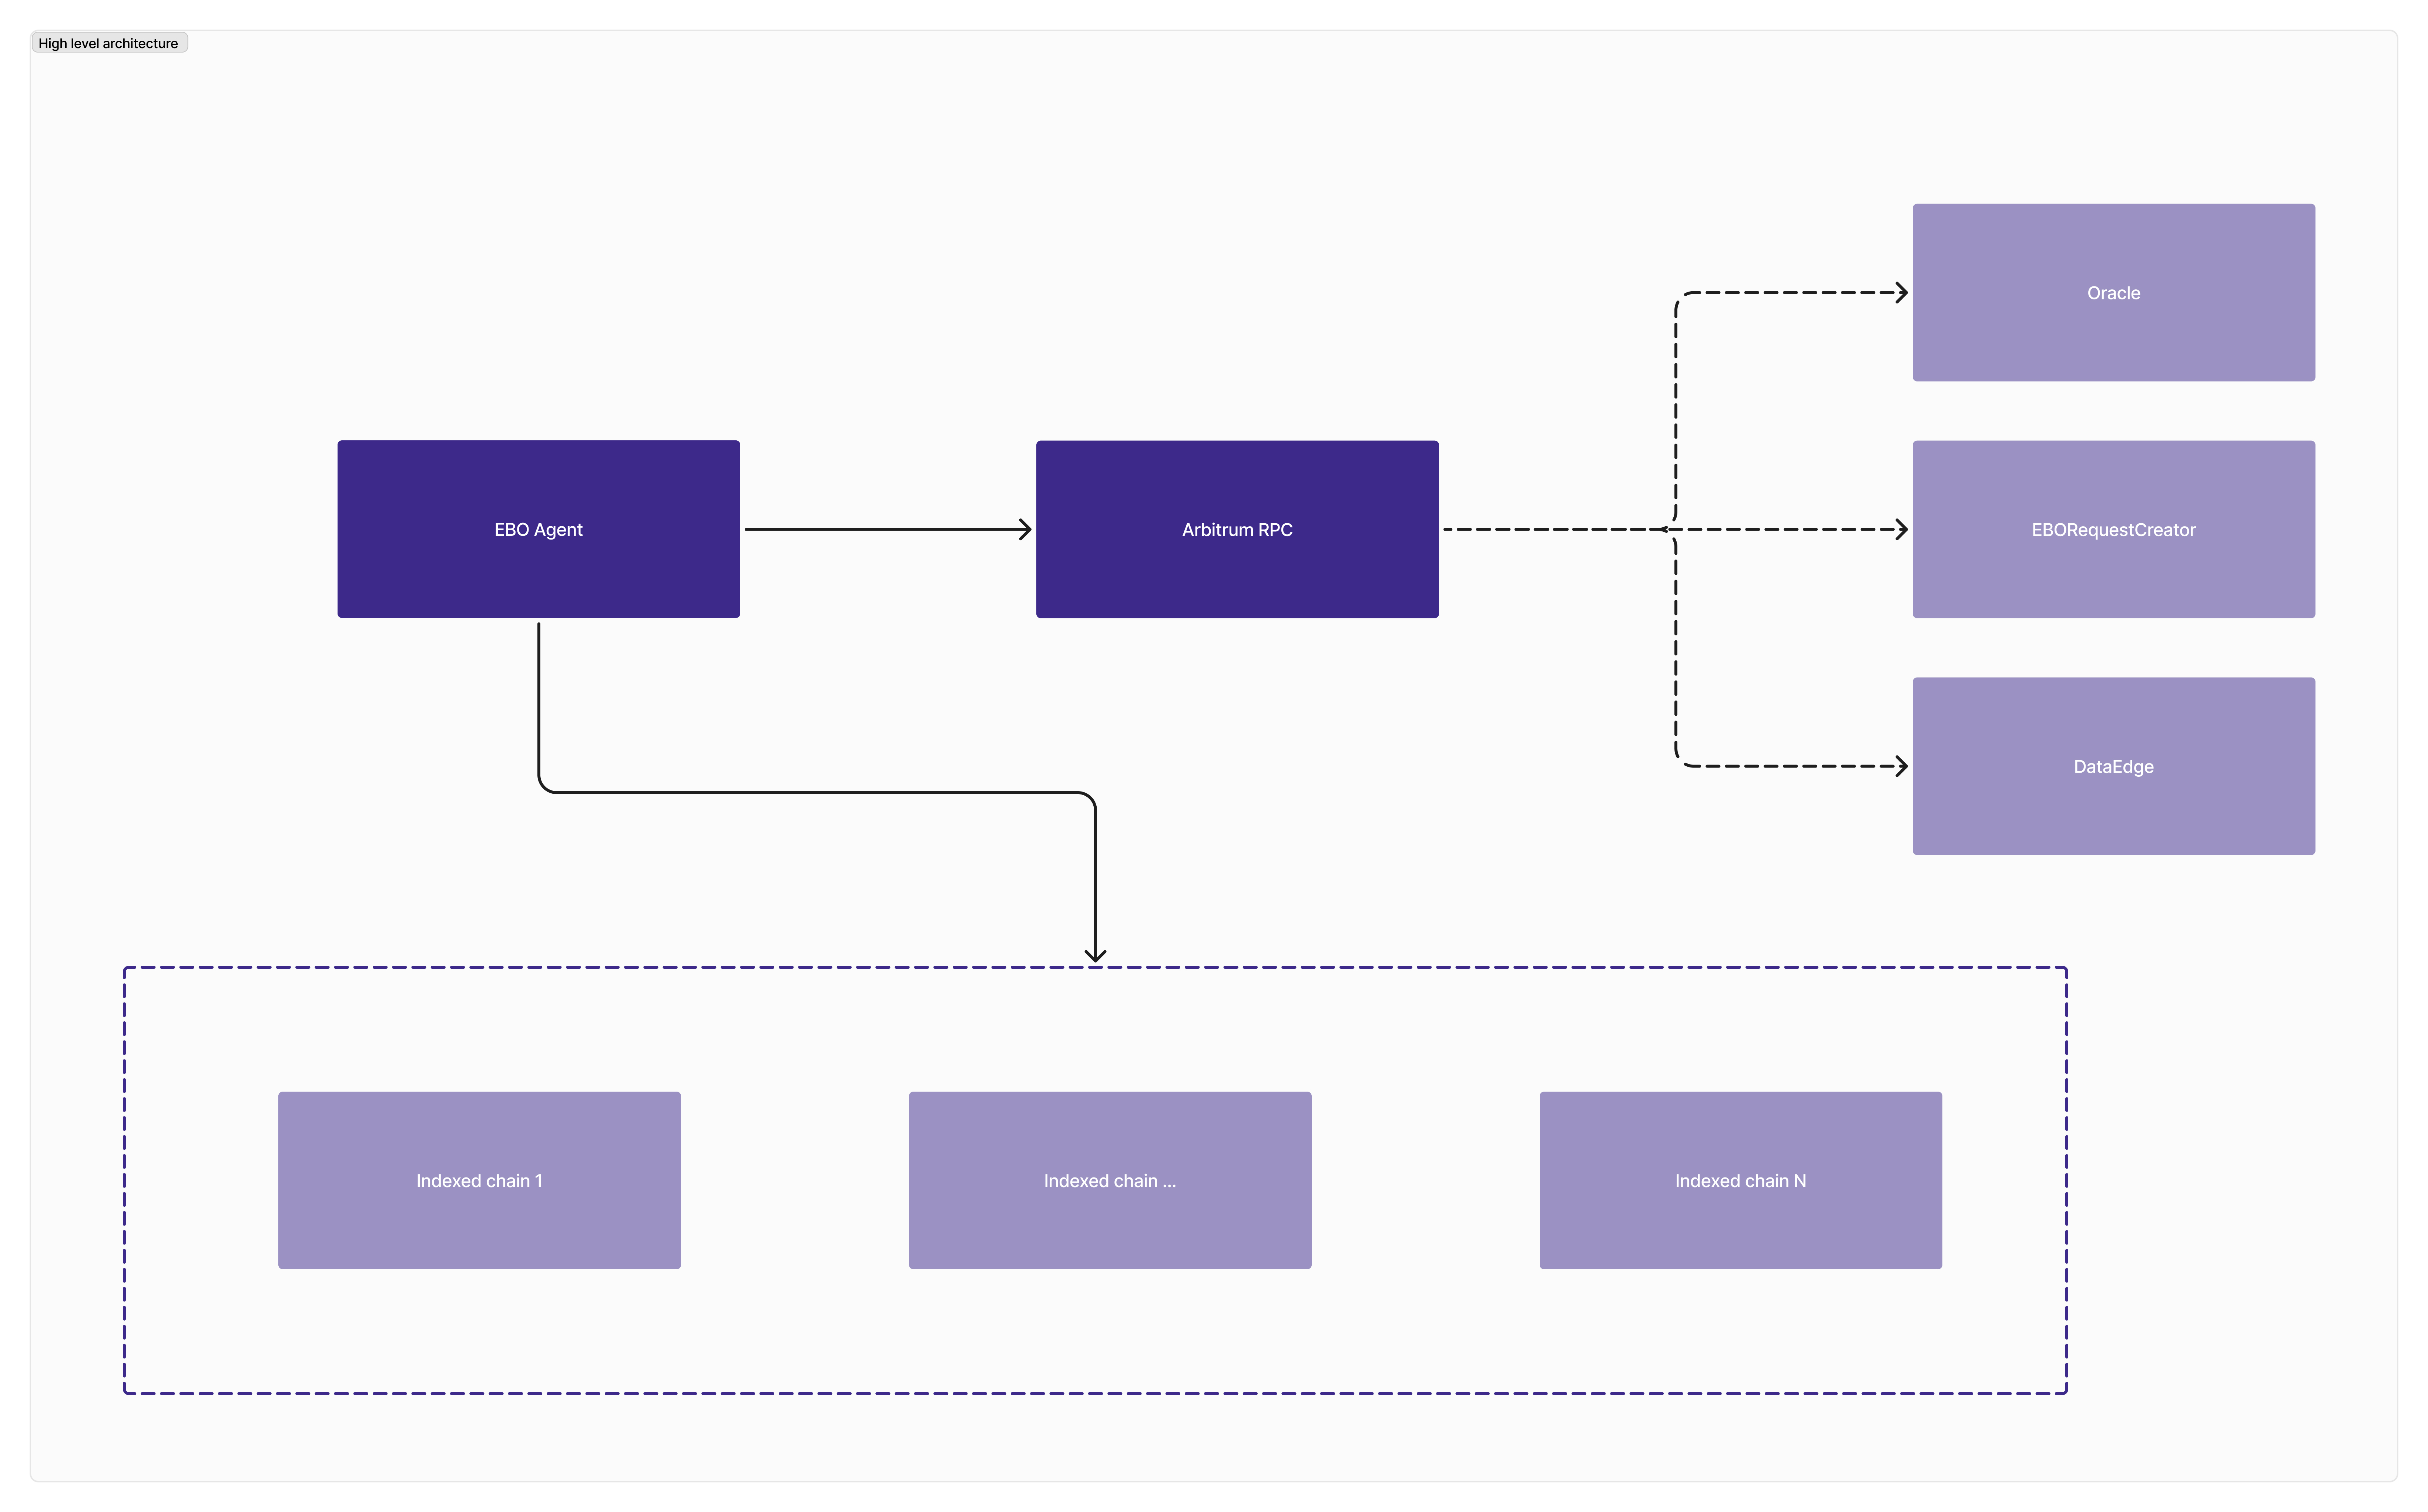 High level architecture
Oracle
EBO Agent
Arbitrum RPC
EBORequestCreator
DataEdge
Indexed chain 1
Indexed chain ...
Indexed chain N